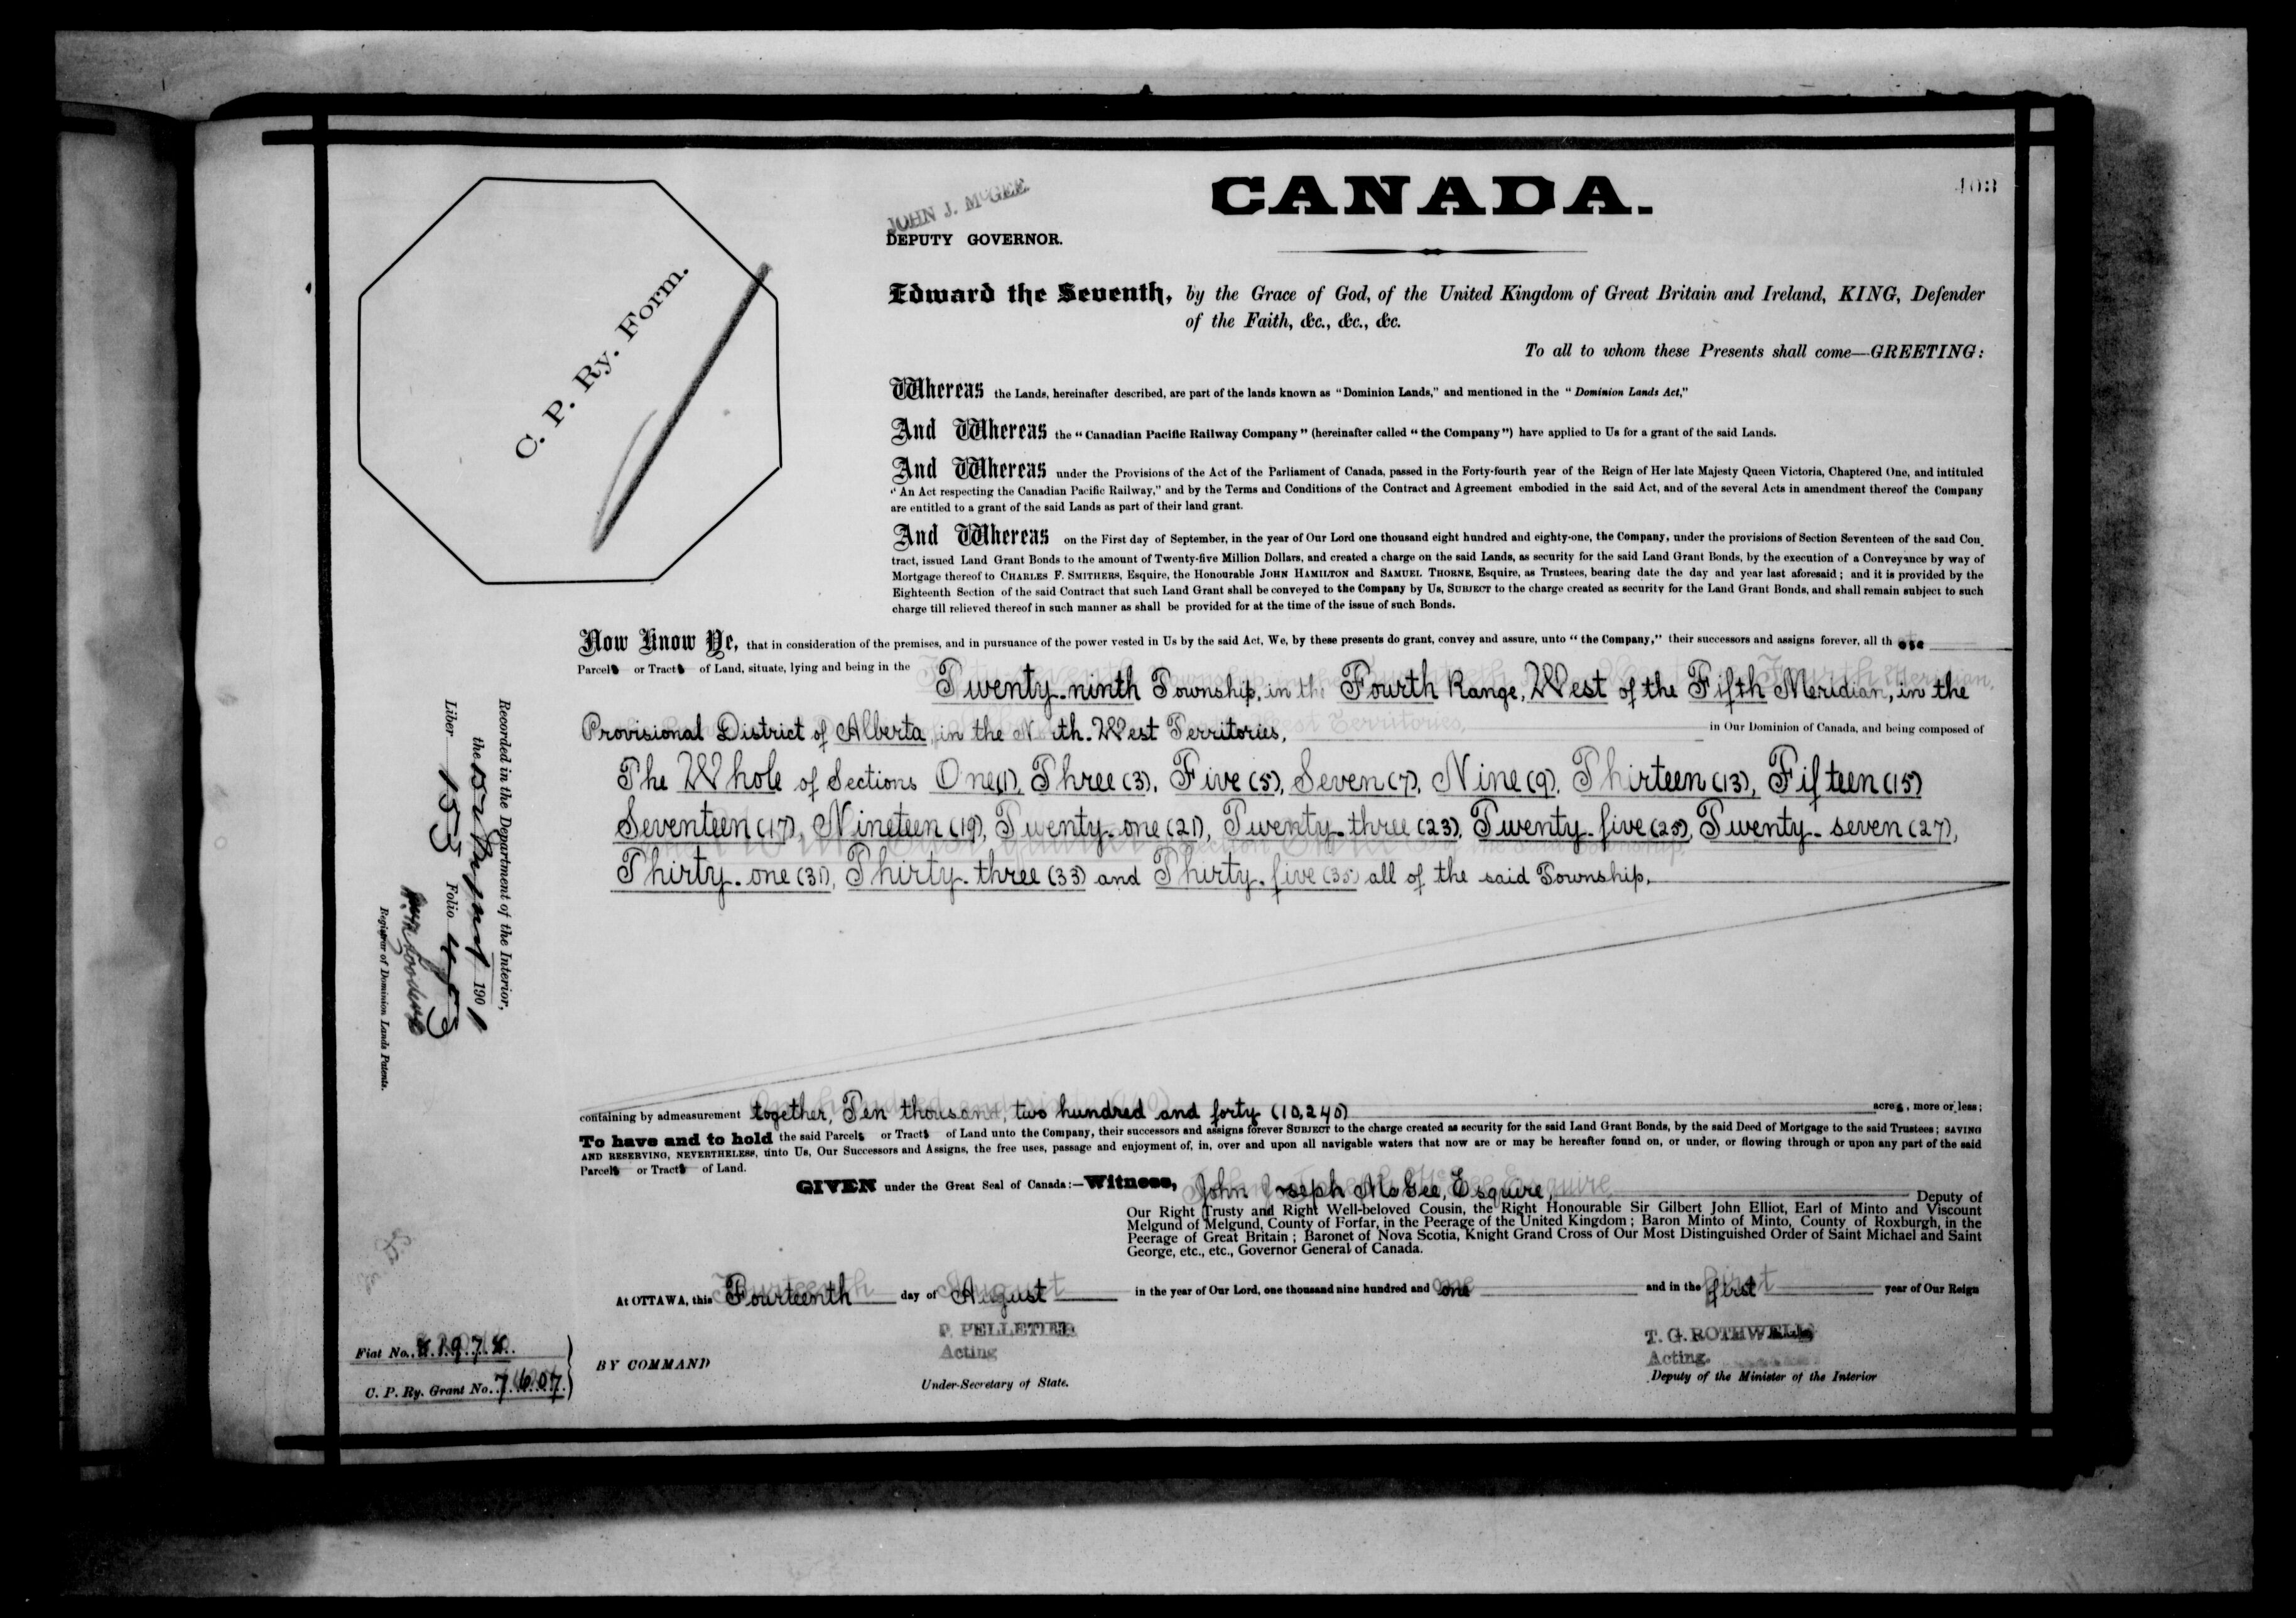 CANADA.
403
JOHN J. McGEE
DEPUTY GOVERNOR.
C. P. Ry. Form.
Edward the Seventh, by the Grace of God, of the United Kingdom of Great Britain and Ireland, KING, Defender
of the Faith, &c., &c., &c.
To all to whom these Presents shall come—GREETING:
Whereas the Lands, hereinafter described, are part of the lands known as "Dominion Lands," and mentioned in the "Dominion Lands Act,"
And Whereas the "Canadian Pacific Railway Company" (hereinafter called "the Company") have applied to Us for a grant of the said Lands.
And Whereas under the Provisions of the Act of the Parliament of Canada, passed in the Forty-fourth year of the Reign of Her late Majesty Queen Victoria, Chaptered One, and intituled
"An Act respecting the Canadian Pacific Railway," and by the Terms and Conditions of the Contract and Agreement embodied in the said Act, and of the several Acts in amendment thereof the Company
are entitled to a grant of the said Lands as part of their land grant.
And Whereas on the First day of September, in the year of Our Lord one thousand eight hundred and eighty-one, the Company, under the provisions of Section Seventeen of the said Con-
tract, issued Land Grant Bonds to the amount of Twenty-five Million Dollars, and created a charge on the said Lands, as security for the said Land Grant Bonds, by the execution of a Conveyance by way of
Mortgage thereof to CHARLES F. SMITHERS, Esquire, the Honourable JOHN HAMILTON and SAMUEL THORNE, Esquire, as Trustees, bearing date the day and year last aforesaid; and it is provided by the
Eighteenth Section of the said Contract that such Land Grant shall be conveyed to the Company by Us, SUBJECT to the charge created as security for the Land Grant Bonds, and shall remain subject to such
charge till relieved thereof in such manner as shall be provided for at the time of the issue of such Bonds.
Now Know Ye, that in consideration of the premises, and in pursuance of the power vested in Us by the said Act, We, by these presents do grant, convey and assure, unto "the Company," their successors and assigns forever, all those
Parcels or Tracts of Land, situate, lying and being in the Twenty-ninth Township, in the Fourth Range, West of the Fifth Meridian, in the
Provisional District of Alberta, in the North-West Territories, in Our Dominion of Canada, and being composed of
The Whole of Sections One (1), Three (3), Five (5), Seven (7), Nine (9), Thirteen (13), Fifteen (15)
Seventeen (17), Nineteen (19), Twenty-one (21), Twenty-three (23), Twenty-five (25), Twenty-seven (27),
Thirty-one (31), Thirty-three (33) and Thirty-five (35) all of the said Township,
containing by admeasurement together, Ten thousand, two hundred and forty (10,240) acres, more or less;
To have and to hold the said Parcels or Tracts of Land unto the Company, their successors and assigns forever SUBJECT to the charge created as security for the said Land Grant Bonds, by the said Deed of Mortgage to the said Trustees; SAVING
AND RESERVING, NEVERTHELESS, unto Us, Our Successors and Assigns, the free uses, passage and enjoyment of, in, over and upon all navigable waters that now are or may be hereafter found on, or under, or flowing through or upon any part of the said
Parcels or Tracts of Land.
GIVEN under the Great Seal of Canada:—Witness, John Joseph McGee, Esquire, Deputy of
Our Right Trusty and Right Well-beloved Cousin, the Right Honourable Sir Gilbert John Elliot, Earl of Minto and Viscount
Melgund of Melgund, County of Forfar, in the Peerage of the United Kingdom; Baron Minto of Minto, County of Roxburgh, in the
Peerage of Great Britain; Baronet of Nova Scotia, Knight Grand Cross of Our Most Distinguished Order of Saint Michael and Saint
George, etc., etc., Governor General of Canada.
At OTTAWA, this Fourteenth day of August in the year of Our Lord, one thousand nine hundred and one and in the first year of Our Reign
P. PELLETIER
Acting
Under-Secretary of State.
T. G. ROTHWELL
Acting.
Deputy of the Minister of the Interior
BY COMMAND
Fiat No.
C. P. Ry. Grant No. 7607
Recorded in the Department of the Interior,
the 1901
Liber 153 Folio 403
Registrar of Dominion Lands Patents.